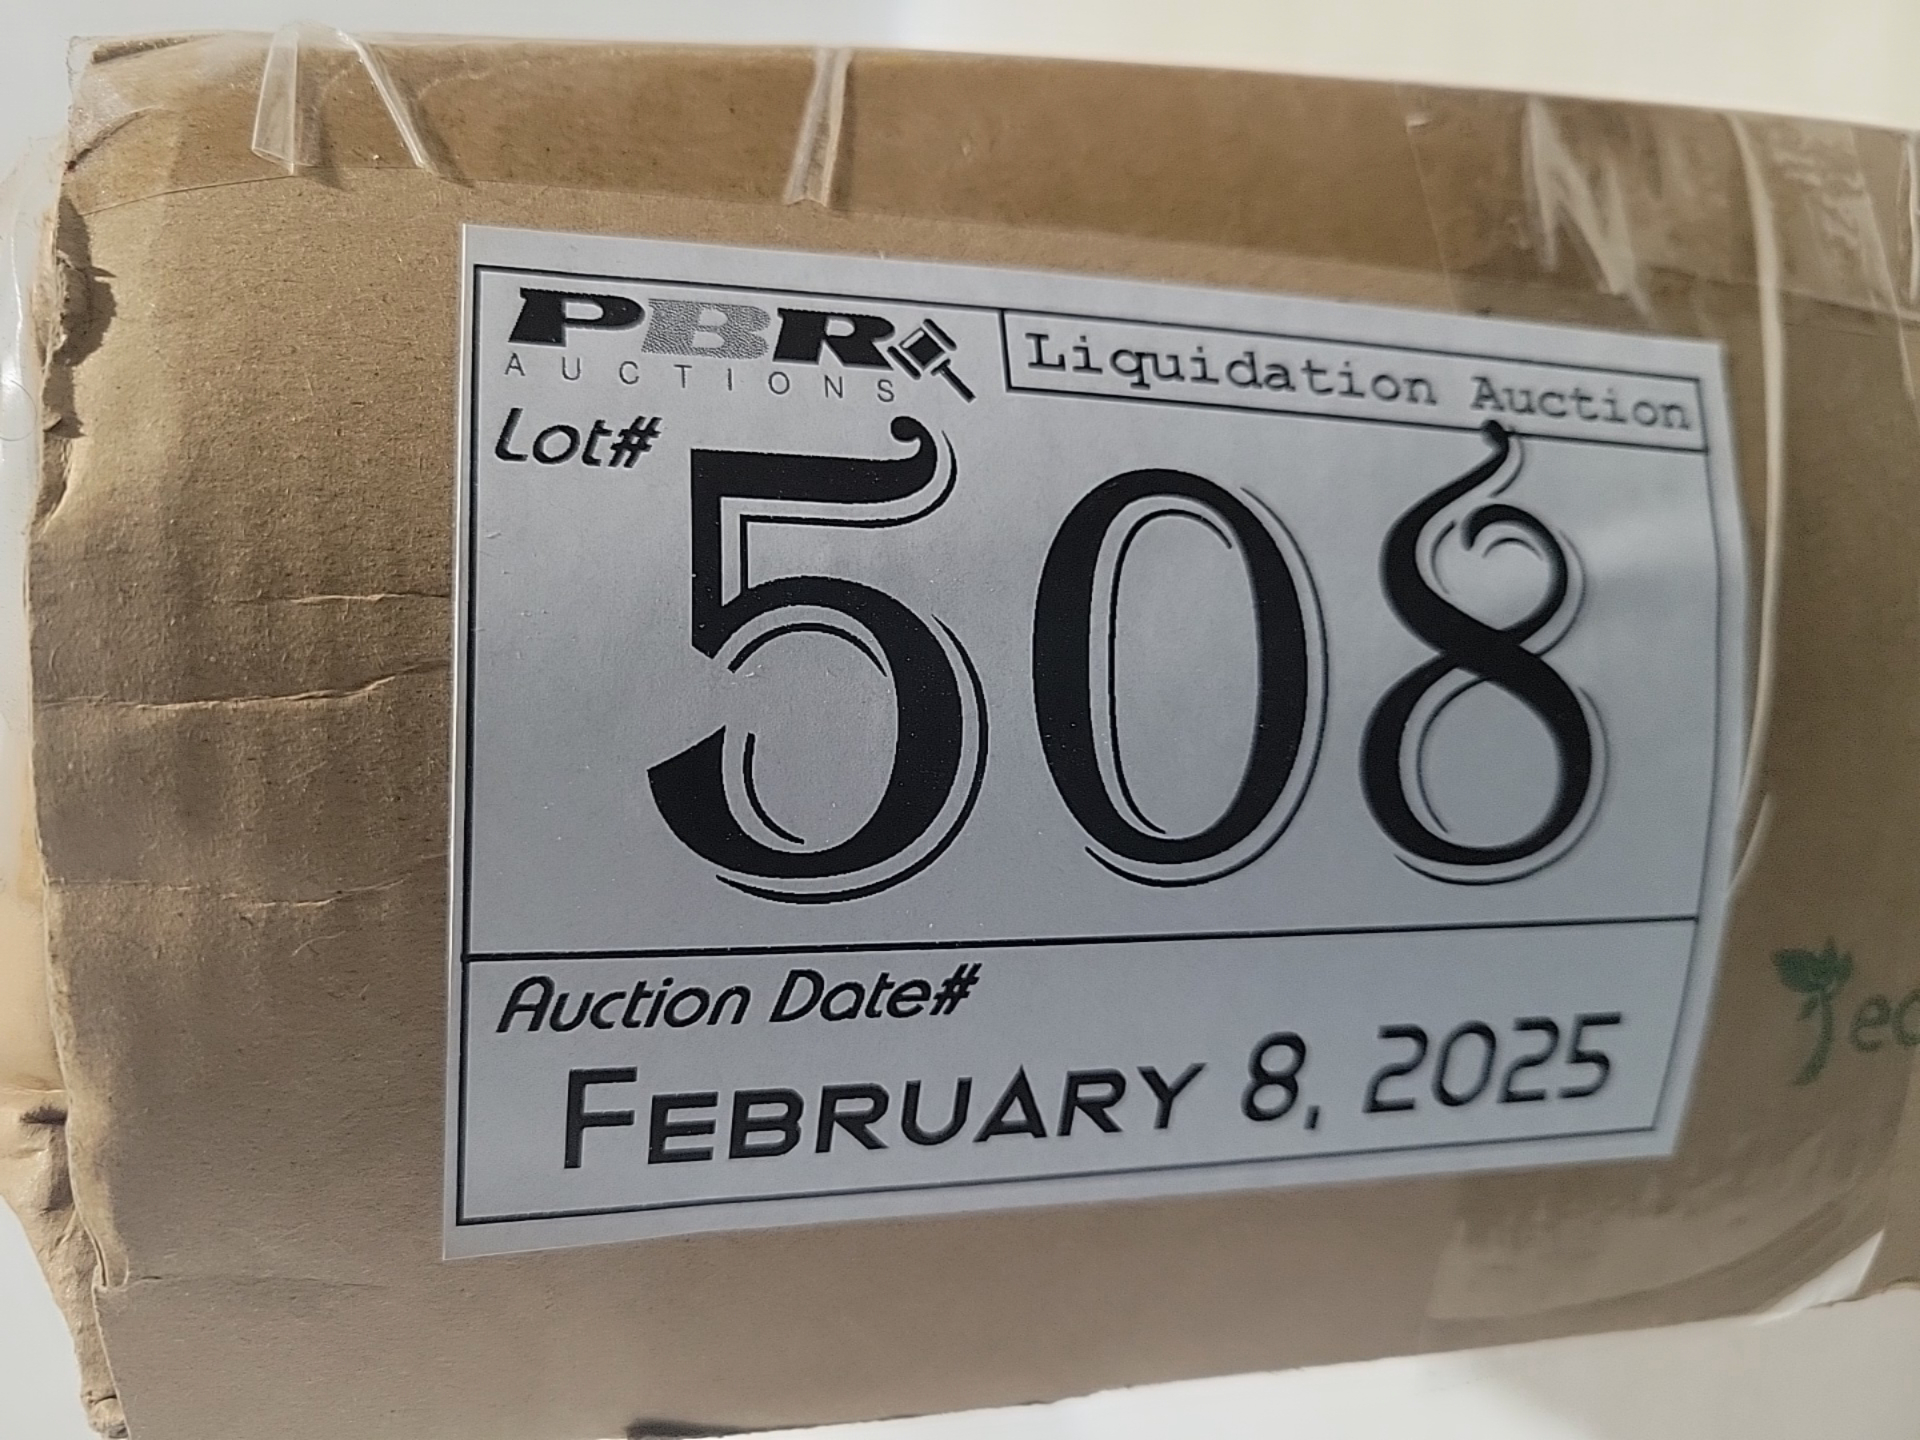 PBR
AUCTIONS
Liquidation Auction
Lot#
508
Auction Date#
FEBRUARY 8, 2025